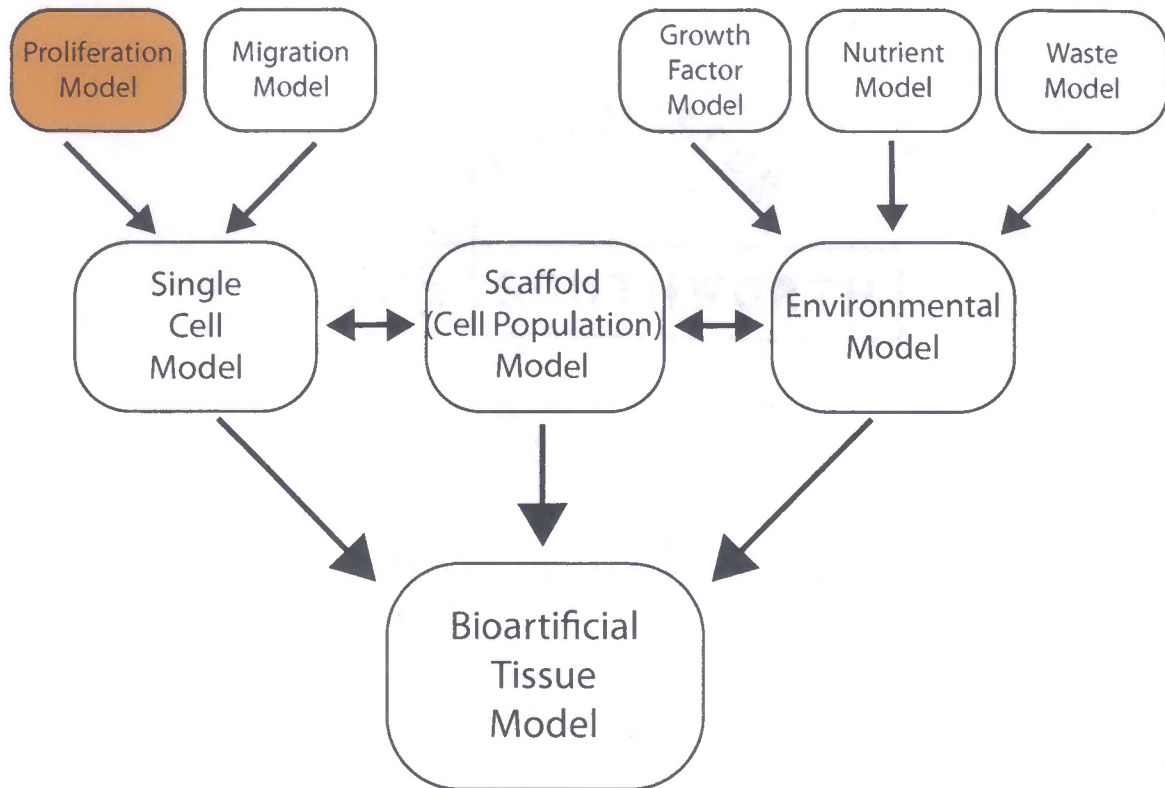 Proliferation
Model
Migration
Model
Growth
Factor
Model
Nutrient
Model
Waste
Model
Single
Cell
Model
Scaffold
(Cell Population)
Model
Environmental
Model
Bioartificial
Tissue
Model